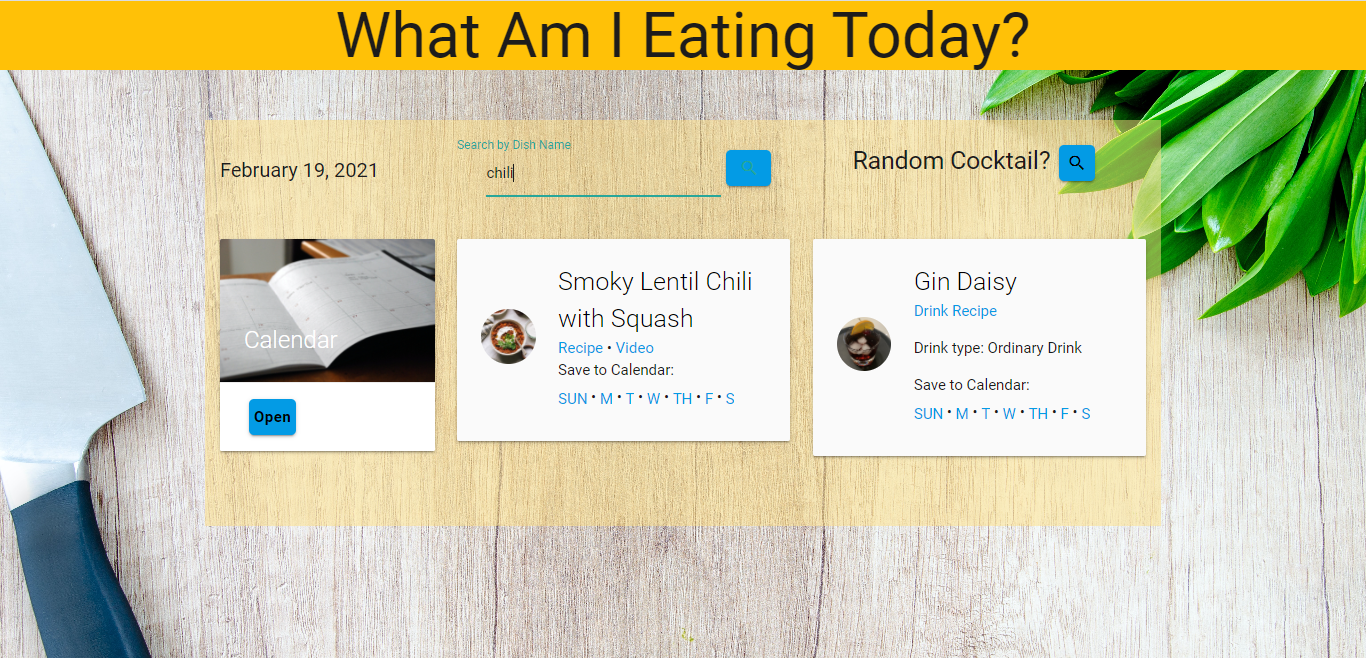 What Am I Eating Today?
February 19, 2021
Search by Dish Name
chili
Random Cocktail?
Calendar
Open
Smoky Lentil Chili
with Squash
Recipe • Video
Save to Calendar:
SUN • M • T • W • TH • F • S
Gin Daisy
Drink Recipe
Drink type: Ordinary Drink
Save to Calendar:
SUN • M • T • W • TH • F • S